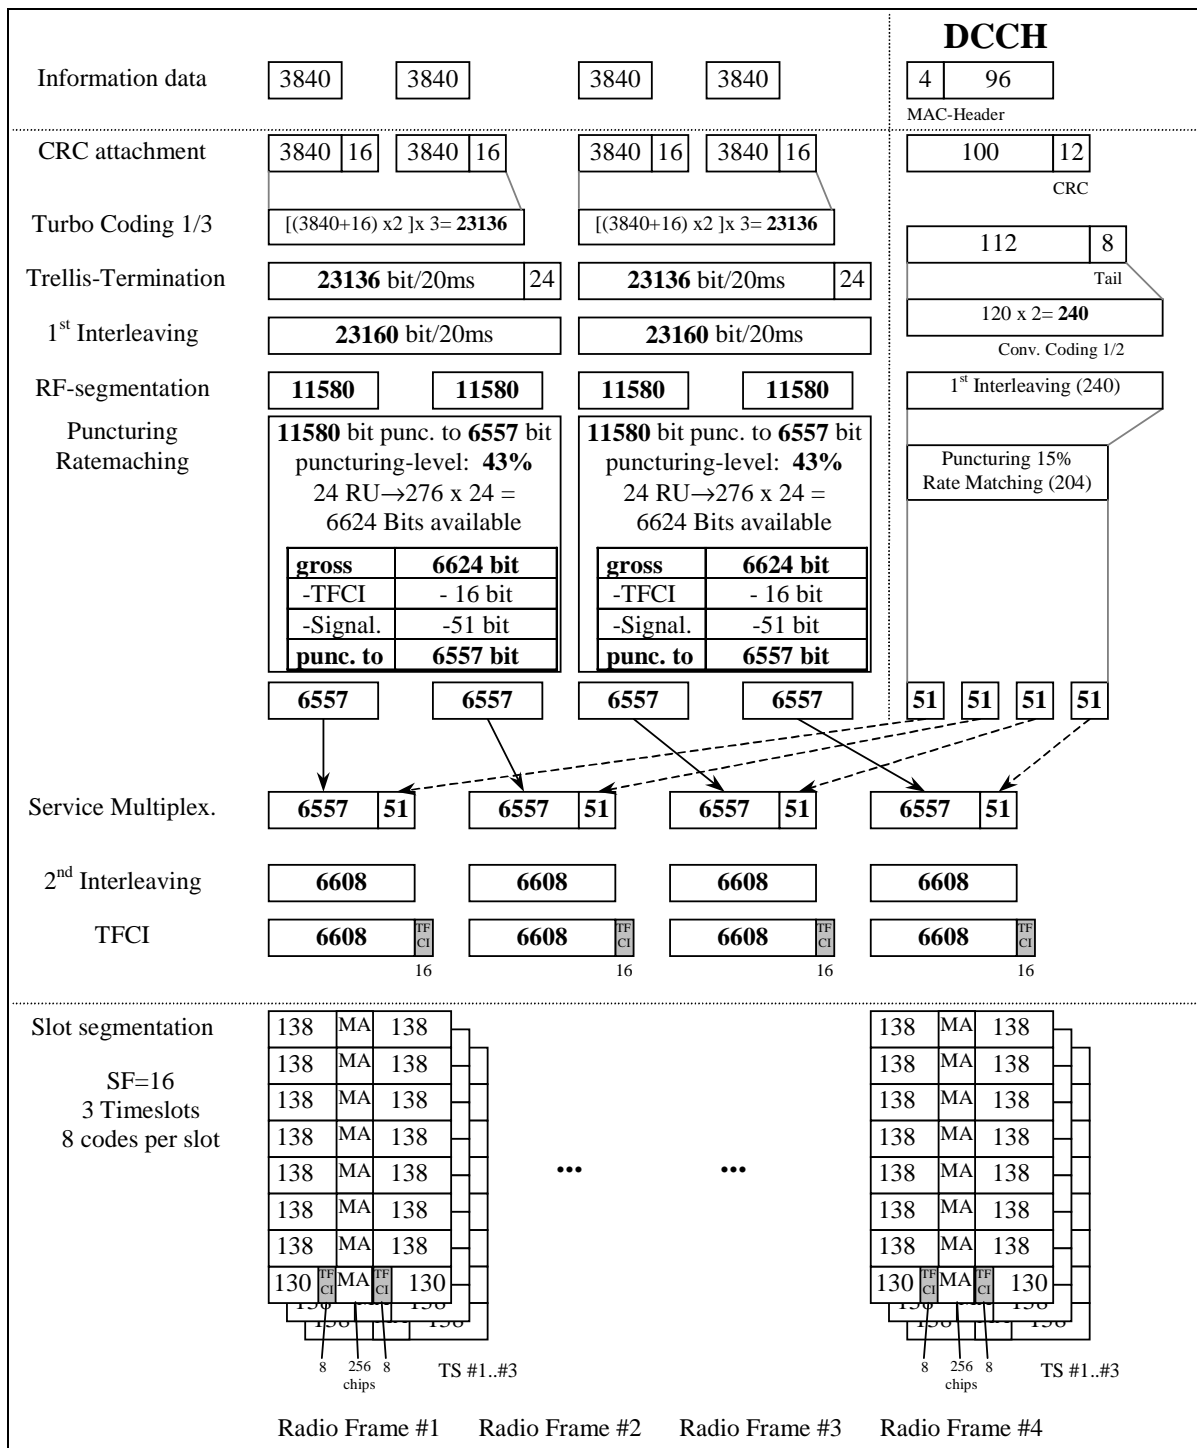 DCCH
Information data 3840 3840 3840 3840 4 96
MAC-Header
CRC attachment 3840 16 3840 16 3840 16 3840 16 100 12
CRC
Turbo Coding 1/3 [(3840+16) x2 ]x 3= 23136 [(3840+16) x2 ]x 3= 23136
112 8
Tail
Trellis-Termination 23136 bit/20ms 24 23136 bit/20ms 24
120 x 2= 240
Conv. Coding 1/2
1st Interleaving 23160 bit/20ms 23160 bit/20ms
RF-segmentation 11580 11580 11580 11580 1st Interleaving (240)
Puncturing 11580 bit punc. to 6557 bit 11580 bit punc. to 6557 bit
Ratemaching puncturing-level: 43% puncturing-level: 43% Puncturing 15%
Rate Matching (204)
24 RU→276 x 24 = 24 RU→276 x 24 =
6624 Bits available 6624 Bits available
gross 6624 bit gross 6624 bit
-TFCI - 16 bit -TFCI - 16 bit
-Signal. -51 bit -Signal. -51 bit
punc. to 6557 bit punc. to 6557 bit
6557 6557 6557 6557 51 51 51 51
Service Multiplex. 6557 51 6557 51 6557 51 6557 51
2nd Interleaving 6608 6608 6608 6608
TFCI 6608 TF CI 6608 TF CI 6608 TF CI 6608 TF CI
16 16 16 16
Slot segmentation 138 MA 138 138 MA 138
138 MA 138 138 MA 138
SF=16
3 Timeslots 138 MA 138 138 MA 138
8 codes per slot 138 MA 138 138 MA 138
138 MA 138 ... ... 138 MA 138
138 MA 138 138 MA 138
138 MA 138 138 MA 138
130 TF CI MA TF CI 130 130 TF CI MA TF CI 130
138 138 138 138
138 138 138 138
8 256 chips 8 TS #1..#3 8 256 chips 8 TS #1..#3
Radio Frame #1 Radio Frame #2 Radio Frame #3 Radio Frame #4